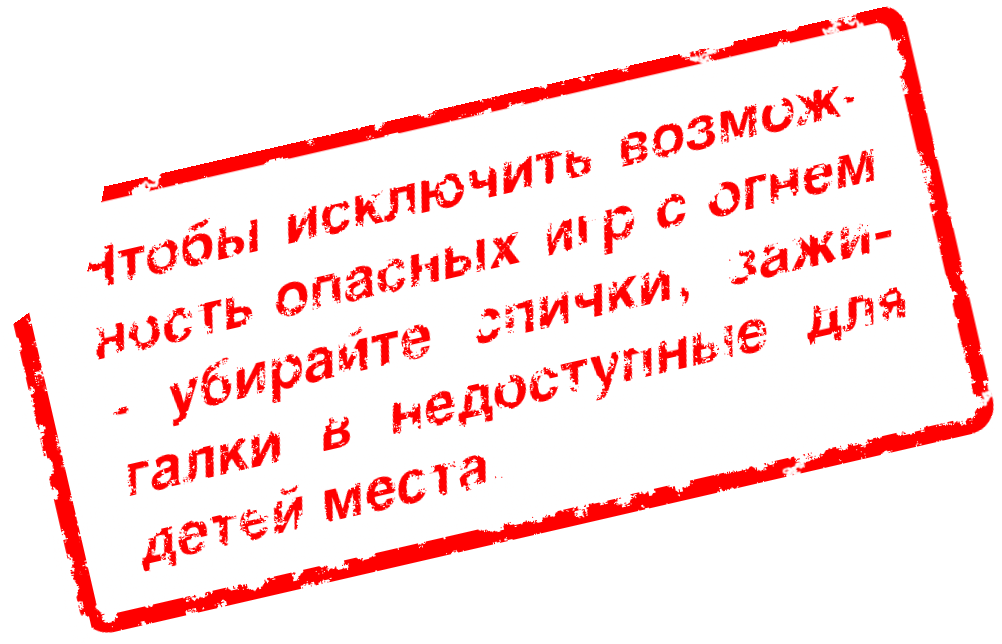 Чтобы исключить возмож-
ность опасных игр с огнем
- убирайте спички, зажи-
галки в недоступные для
детей места